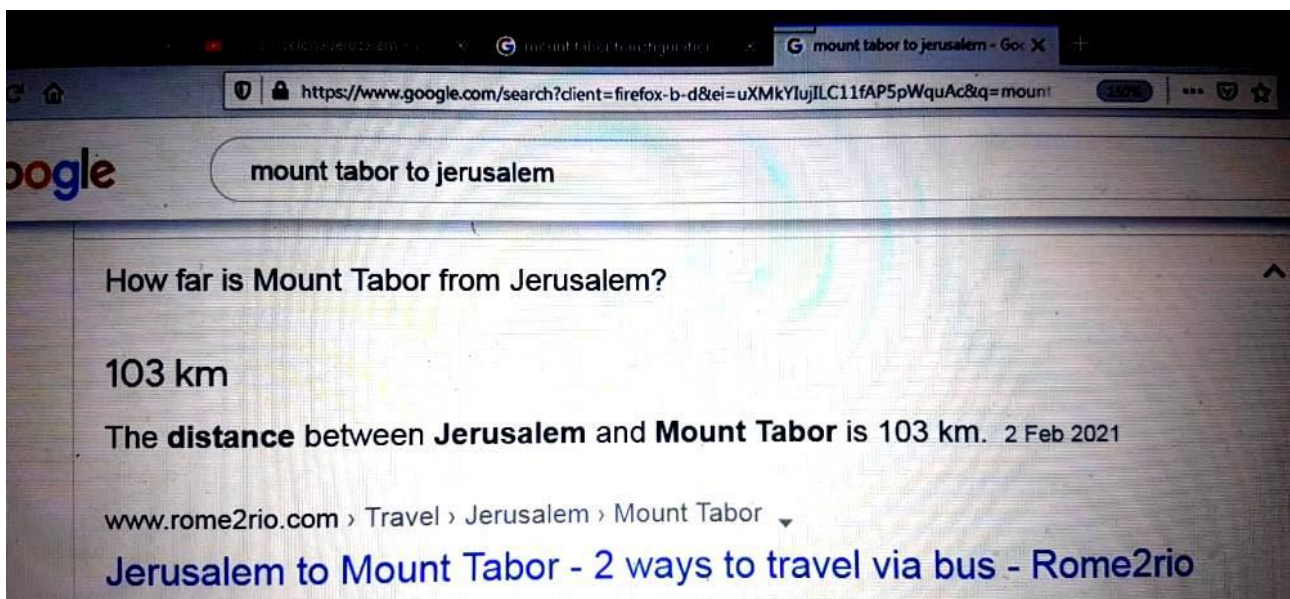 mount tabor to jerusalem - Goo
https://www.google.com/search?client=firefox-b-d&ei=uXMkYIujILC11fAP5pWquAc&q=mount
150%
oogle
mount tabor to jerusalem
How far is Mount Tabor from Jerusalem?
103 km
The distance between Jerusalem and Mount Tabor is 103 km. 2 Feb 2021
www.rome2rio.com › Travel › Jerusalem › Mount Tabor
Jerusalem to Mount Tabor - 2 ways to travel via bus - Rome2rio